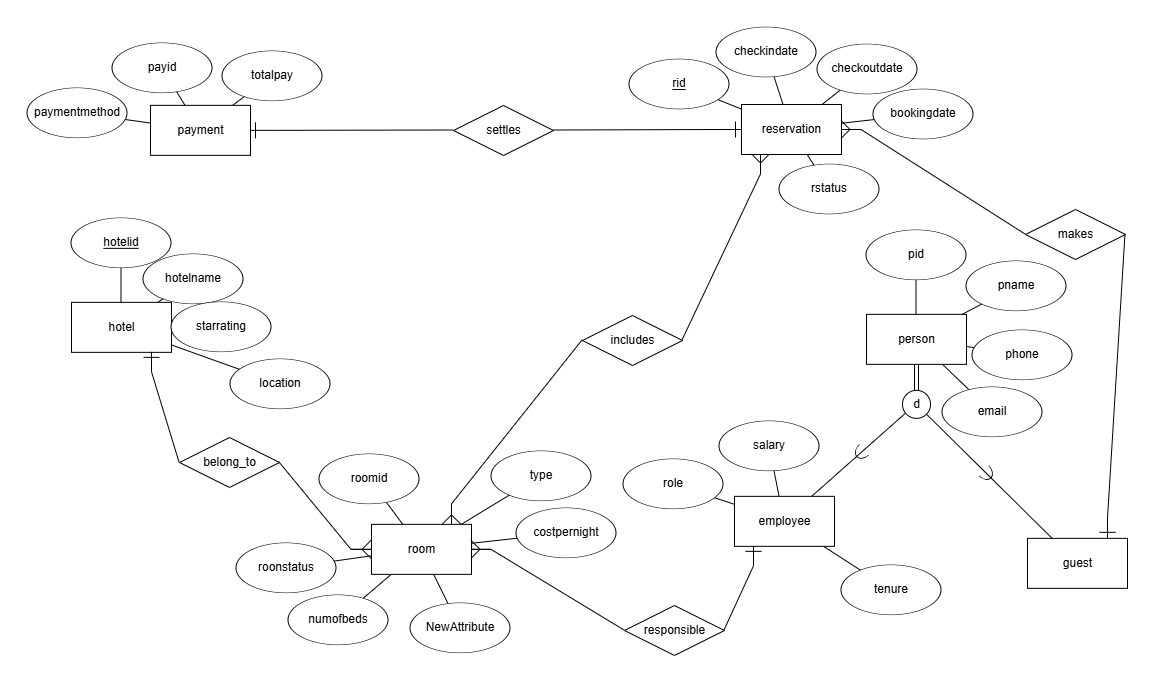 checkindate
payid
totalpay
checkoutdate
rid
paymentmethod
bookingdate
payment
settles
reservation
rstatus
makes
hotelid
pid
hotelname
pname
hotel
starrating
includes
person
phone
location
d
email
salary
belong_to
roomid
type
role
employee
costpernight
room
guest
roonstatus
tenure
numofbeds
NewAttribute
responsible